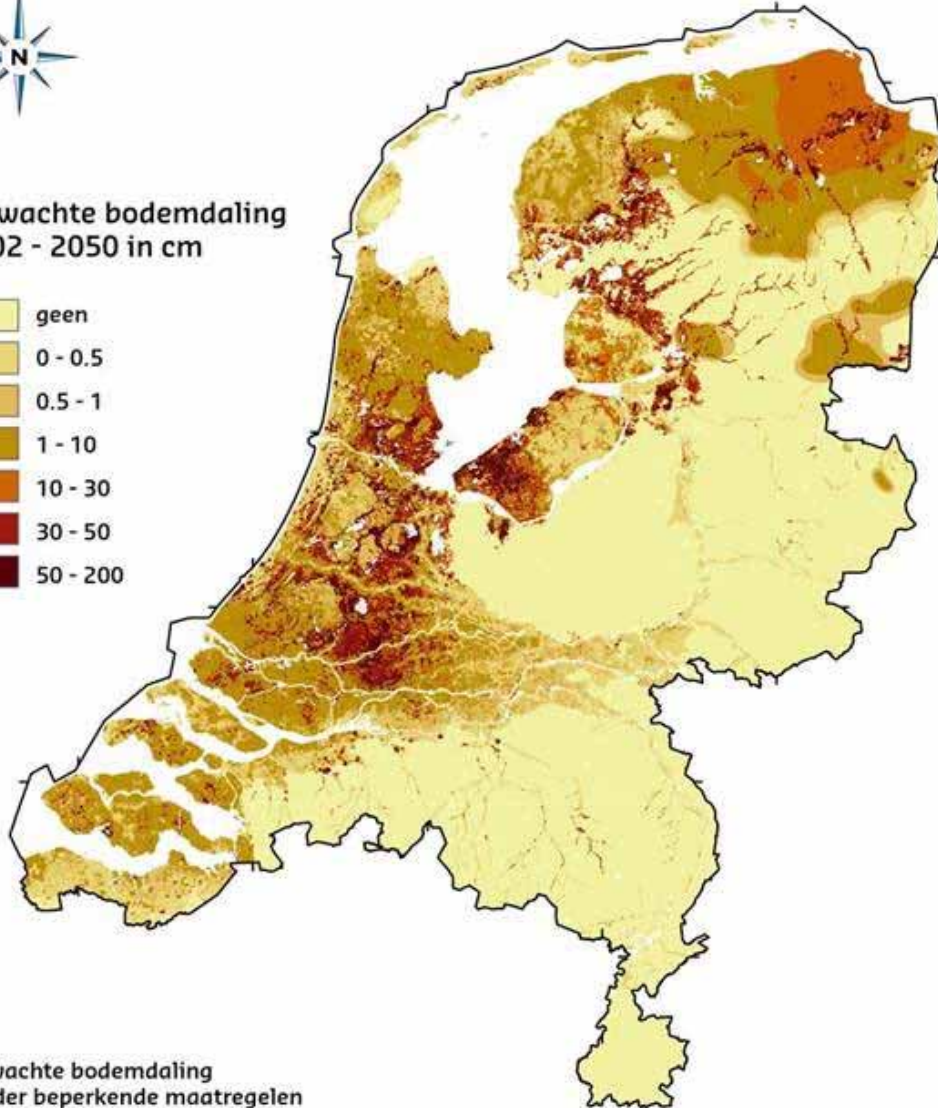 N
wachte bodemdaling
02 - 2050 in cm
geen
0 - 0.5
0.5 - 1
1 - 10
10 - 30
30 - 50
50 - 200
wachte bodemdaling
der beperkende maatregelen